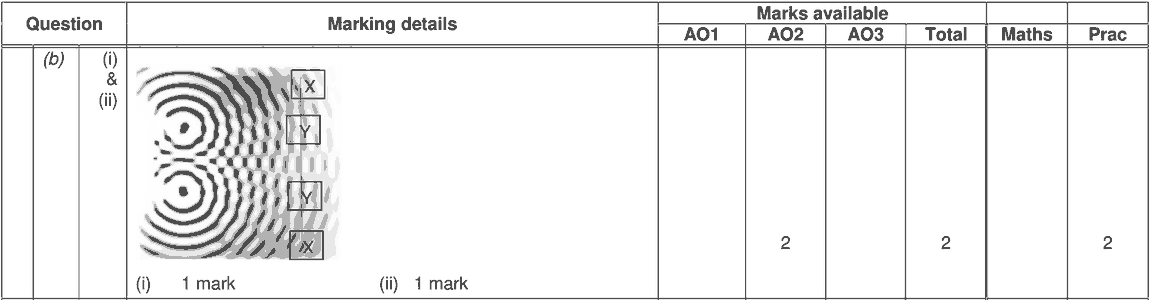 Question Marking details Marks available
AO1 AO2 AO3 Total Maths Prac
(b) (i)
&
(ii)
X
Y
Y
X
2 2 2
(i) 1 mark (ii) 1 mark